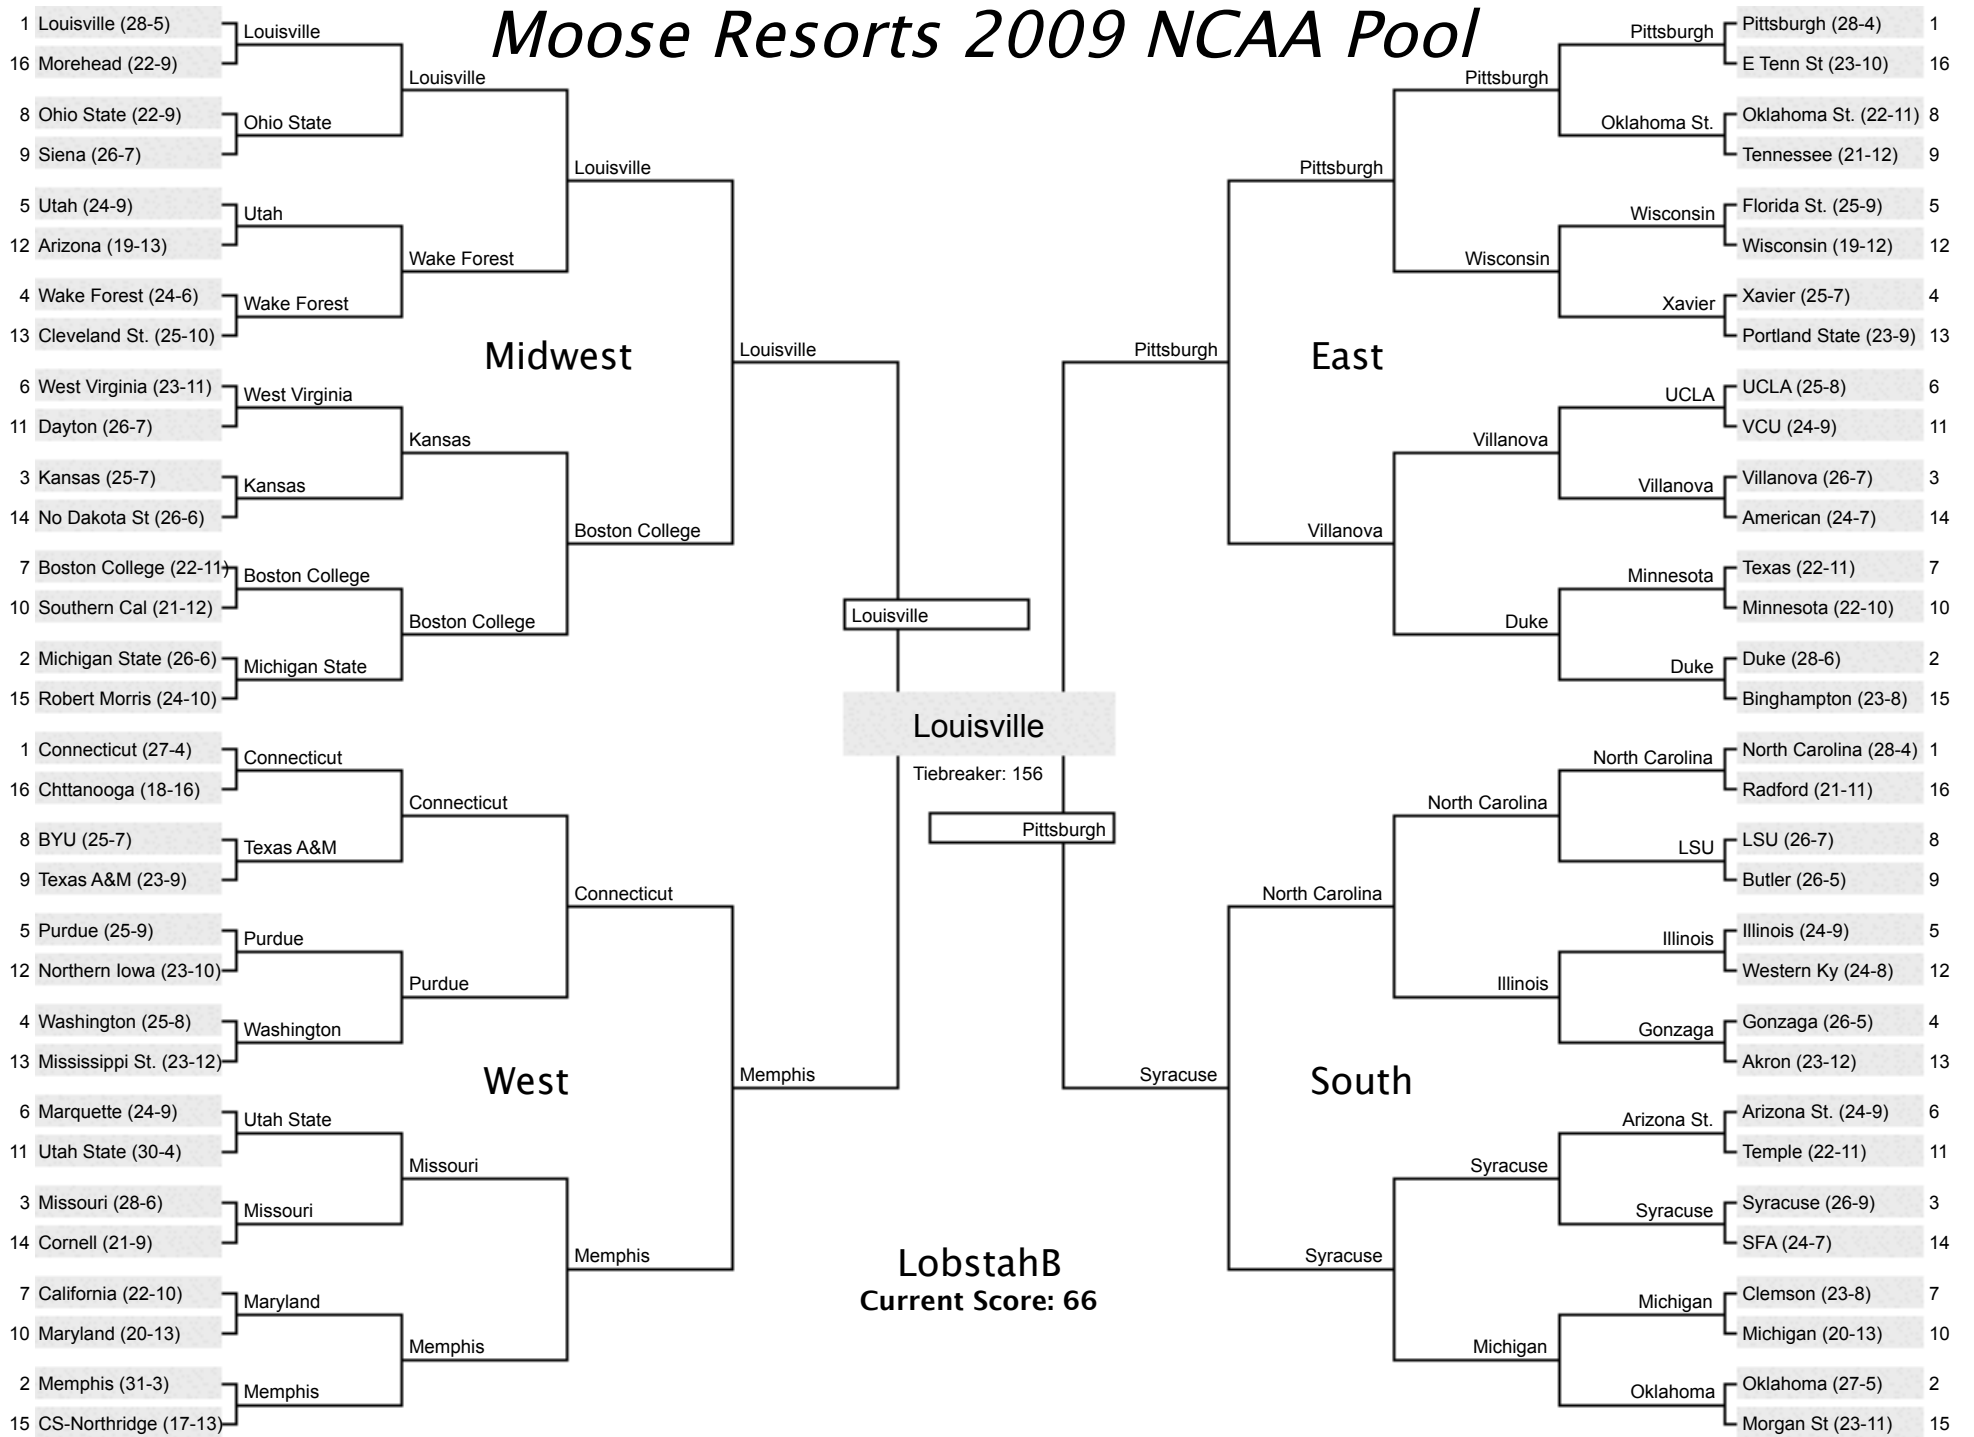 Moose Resorts 2009 NCAA Pool
1 Louisville (28-5)
16 Morehead (22-9)
8 Ohio State (22-9)
9 Siena (26-7)
5 Utah (24-9)
12 Arizona (19-13)
4 Wake Forest (24-6)
13 Cleveland St. (25-10)
6 West Virginia (23-11)
11 Dayton (26-7)
3 Kansas (25-7)
14 No Dakota St (26-6)
7 Boston College (22-11)
10 Southern Cal (21-12)
2 Michigan State (26-6)
15 Robert Morris (24-10)
Louisville
Ohio State
Utah
Wake Forest
West Virginia
Kansas
Boston College
Michigan State
Louisville
Wake Forest
Kansas
Boston College
Louisville
Boston College
Midwest
Louisville
1 Connecticut (27-4)
16 Chttanooga (18-16)
8 BYU (25-7)
9 Texas A&M (23-9)
5 Purdue (25-9)
12 Northern Iowa (23-10)
4 Washington (25-8)
13 Mississippi St. (23-12)
6 Marquette (24-9)
11 Utah State (30-4)
3 Missouri (28-6)
14 Cornell (21-9)
7 California (22-10)
10 Maryland (20-13)
2 Memphis (31-3)
15 CS-Northridge (17-13)
Connecticut
Texas A&M
Purdue
Washington
Utah State
Missouri
Maryland
Memphis
Connecticut
Purdue
Missouri
Memphis
Connecticut
Memphis
West
Memphis
Louisville
Louisville
Tiebreaker: 156
Pittsburgh
LobstahB
Current Score: 66
Pittsburgh
East
Pittsburgh
Villanova
Pittsburgh
Wisconsin
Villanova
Duke
Pittsburgh
Oklahoma St.
Wisconsin
Xavier
UCLA
Villanova
Minnesota
Duke
Pittsburgh (28-4) 1
E Tenn St (23-10) 16
Oklahoma St. (22-11) 8
Tennessee (21-12) 9
Florida St. (25-9) 5
Wisconsin (19-12) 12
Xavier (25-7) 4
Portland State (23-9) 13
UCLA (25-8) 6
VCU (24-9) 11
Villanova (26-7) 3
American (24-7) 14
Texas (22-11) 7
Minnesota (22-10) 10
Duke (28-6) 2
Binghampton (23-8) 15
Syracuse
South
North Carolina
Syracuse
North Carolina
Illinois
Syracuse
Michigan
North Carolina
LSU
Illinois
Gonzaga
Arizona St.
Syracuse
Michigan
Oklahoma
North Carolina (28-4) 1
Radford (21-11) 16
LSU (26-7) 8
Butler (26-5) 9
Illinois (24-9) 5
Western Ky (24-8) 12
Gonzaga (26-5) 4
Akron (23-12) 13
Arizona St. (24-9) 6
Temple (22-11) 11
Syracuse (26-9) 3
SFA (24-7) 14
Clemson (23-8) 7
Michigan (20-13) 10
Oklahoma (27-5) 2
Morgan St (23-11) 15